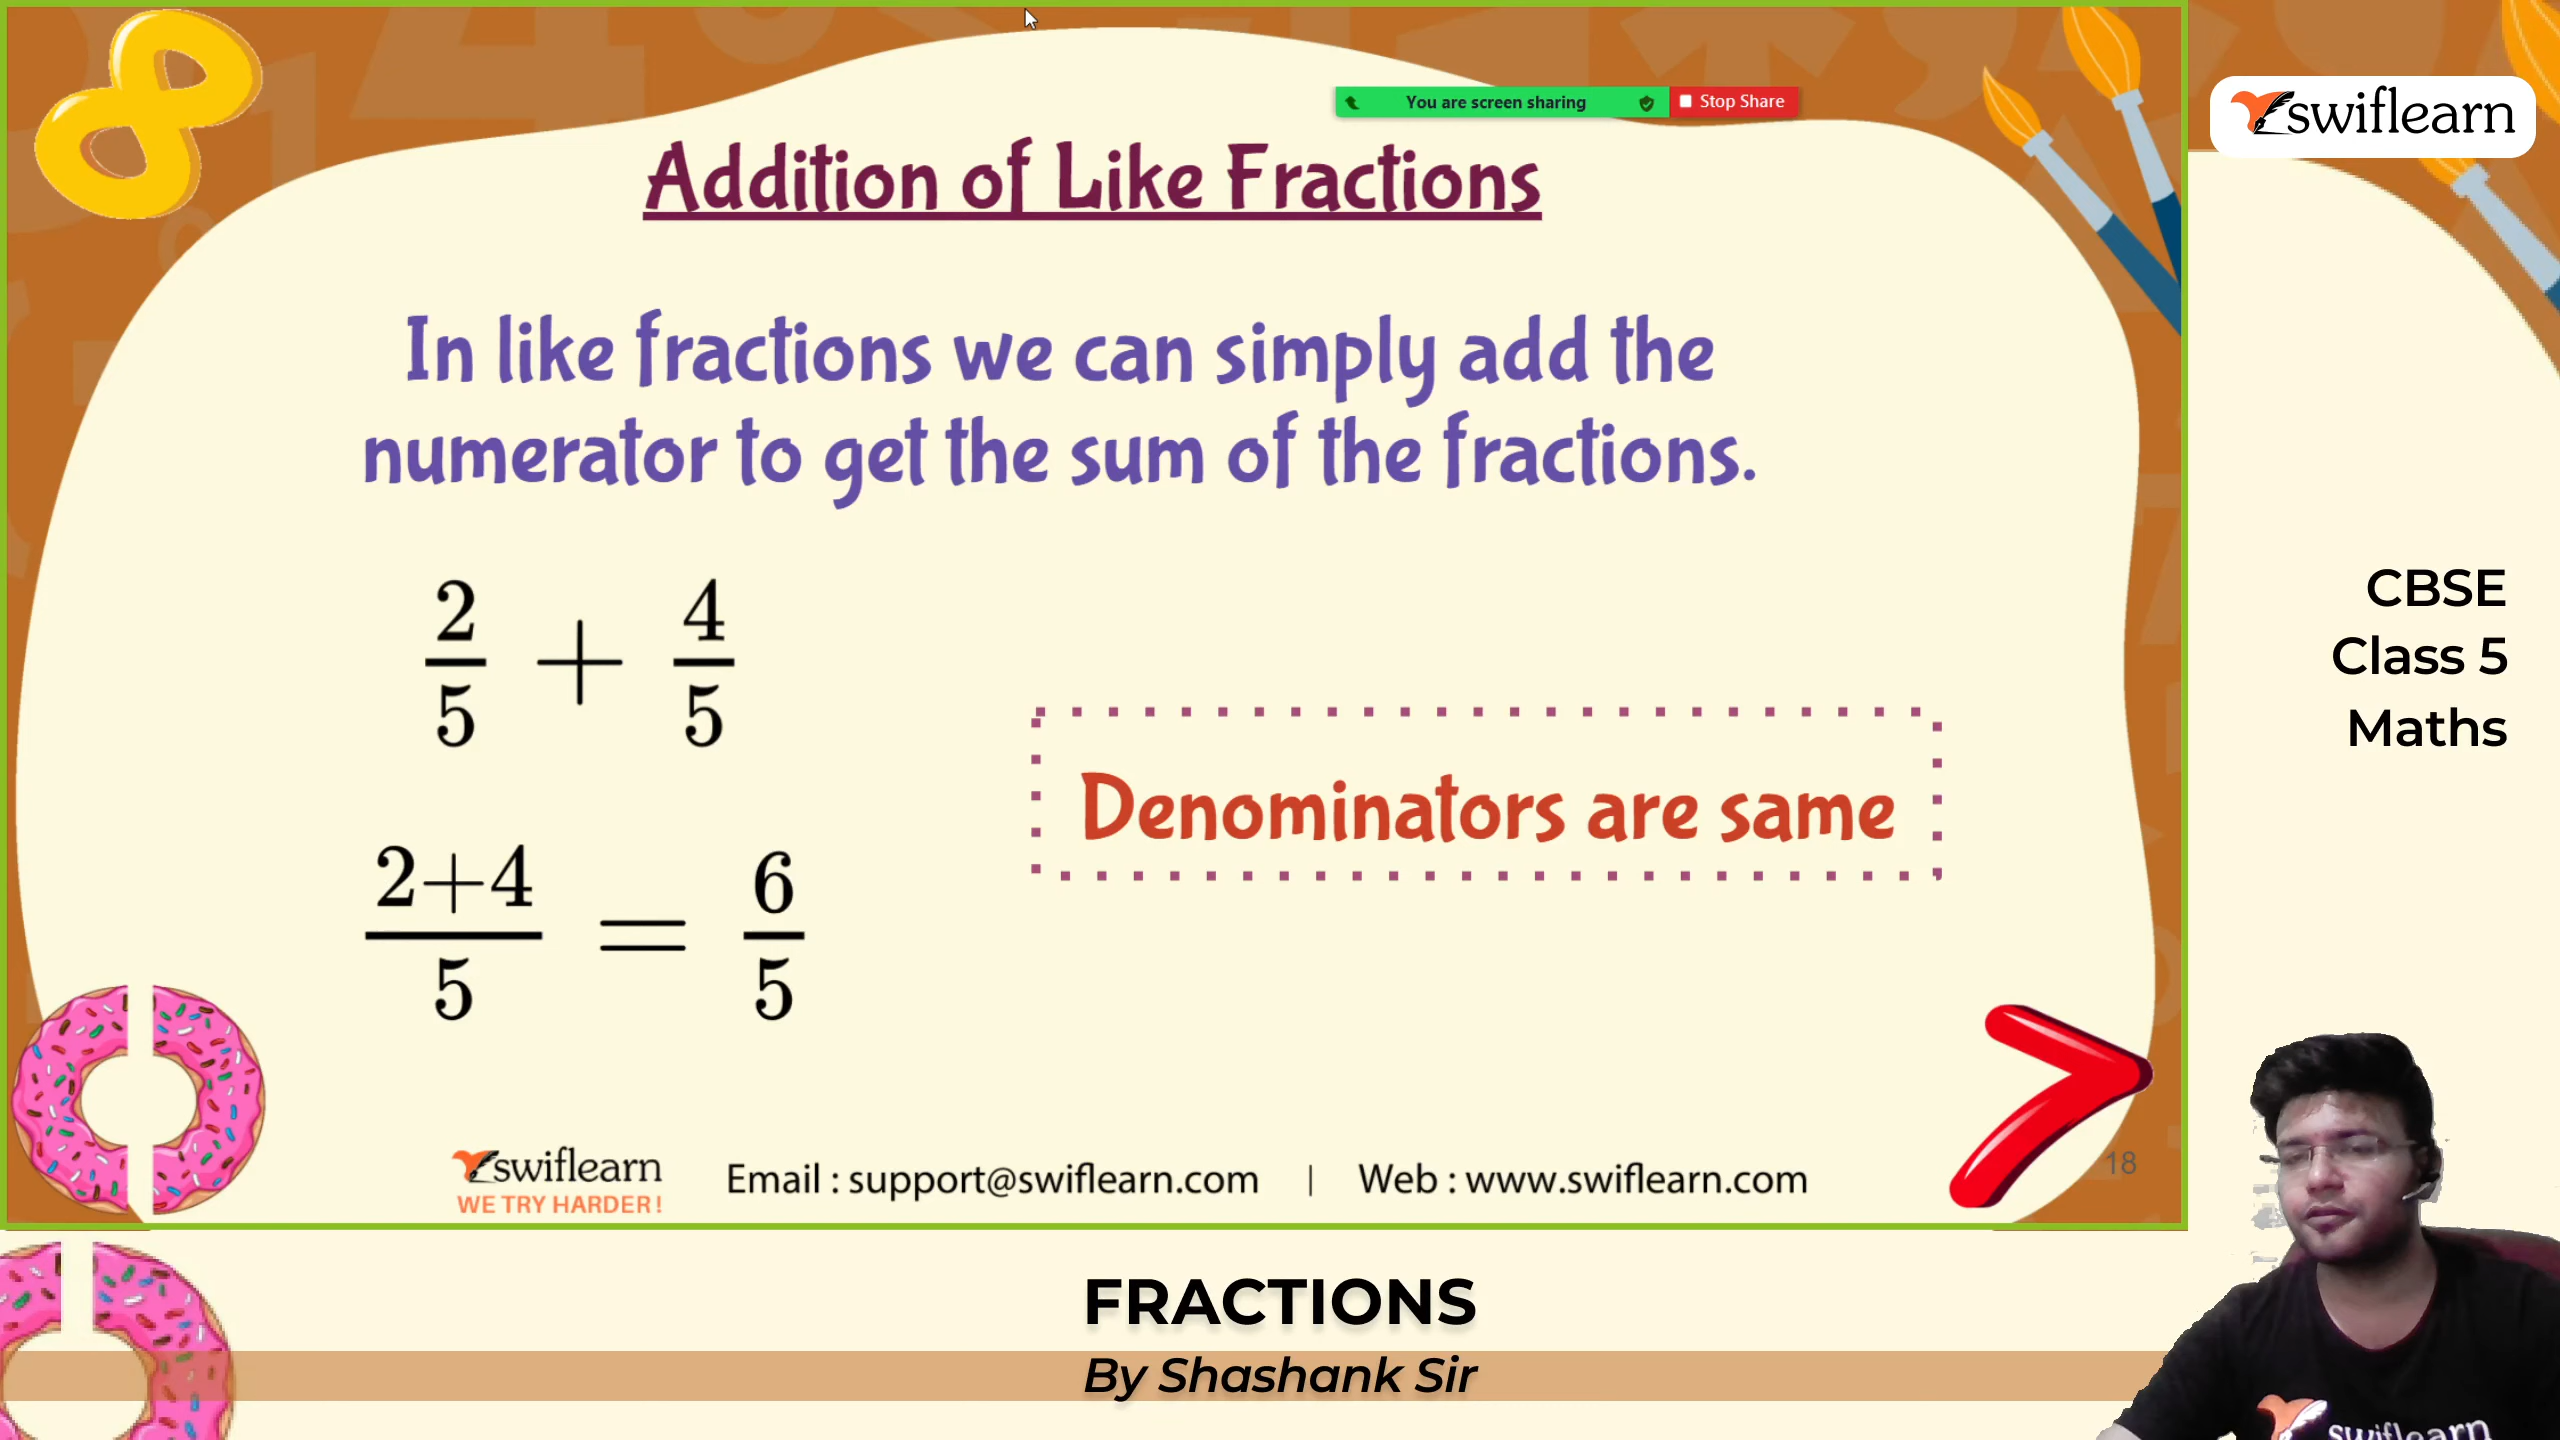 You are screen sharing Stop Share
swiflearn
Addition of Like Fractions
In like fractions we can simply add the
numerator to get the sum of the fractions.
2/5 + 4/5
Denominators are same
2+4/5 = 6/5
CBSE
Class 5
Maths
swiflearn
WE TRY HARDER !
Email : support@swiflearn.com | Web : www.swiflearn.com
18
FRACTIONS
By Shashank Sir
swiflearn